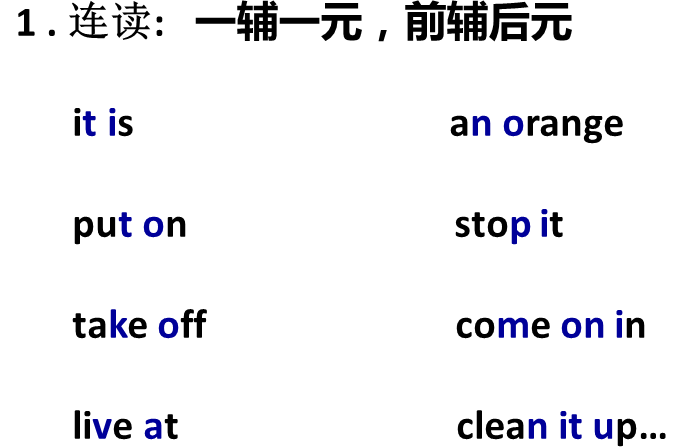 1 . 连读: 一辅一元，前辅后元
it is an orange
put on stop it
take off come on in
live at clean it up...